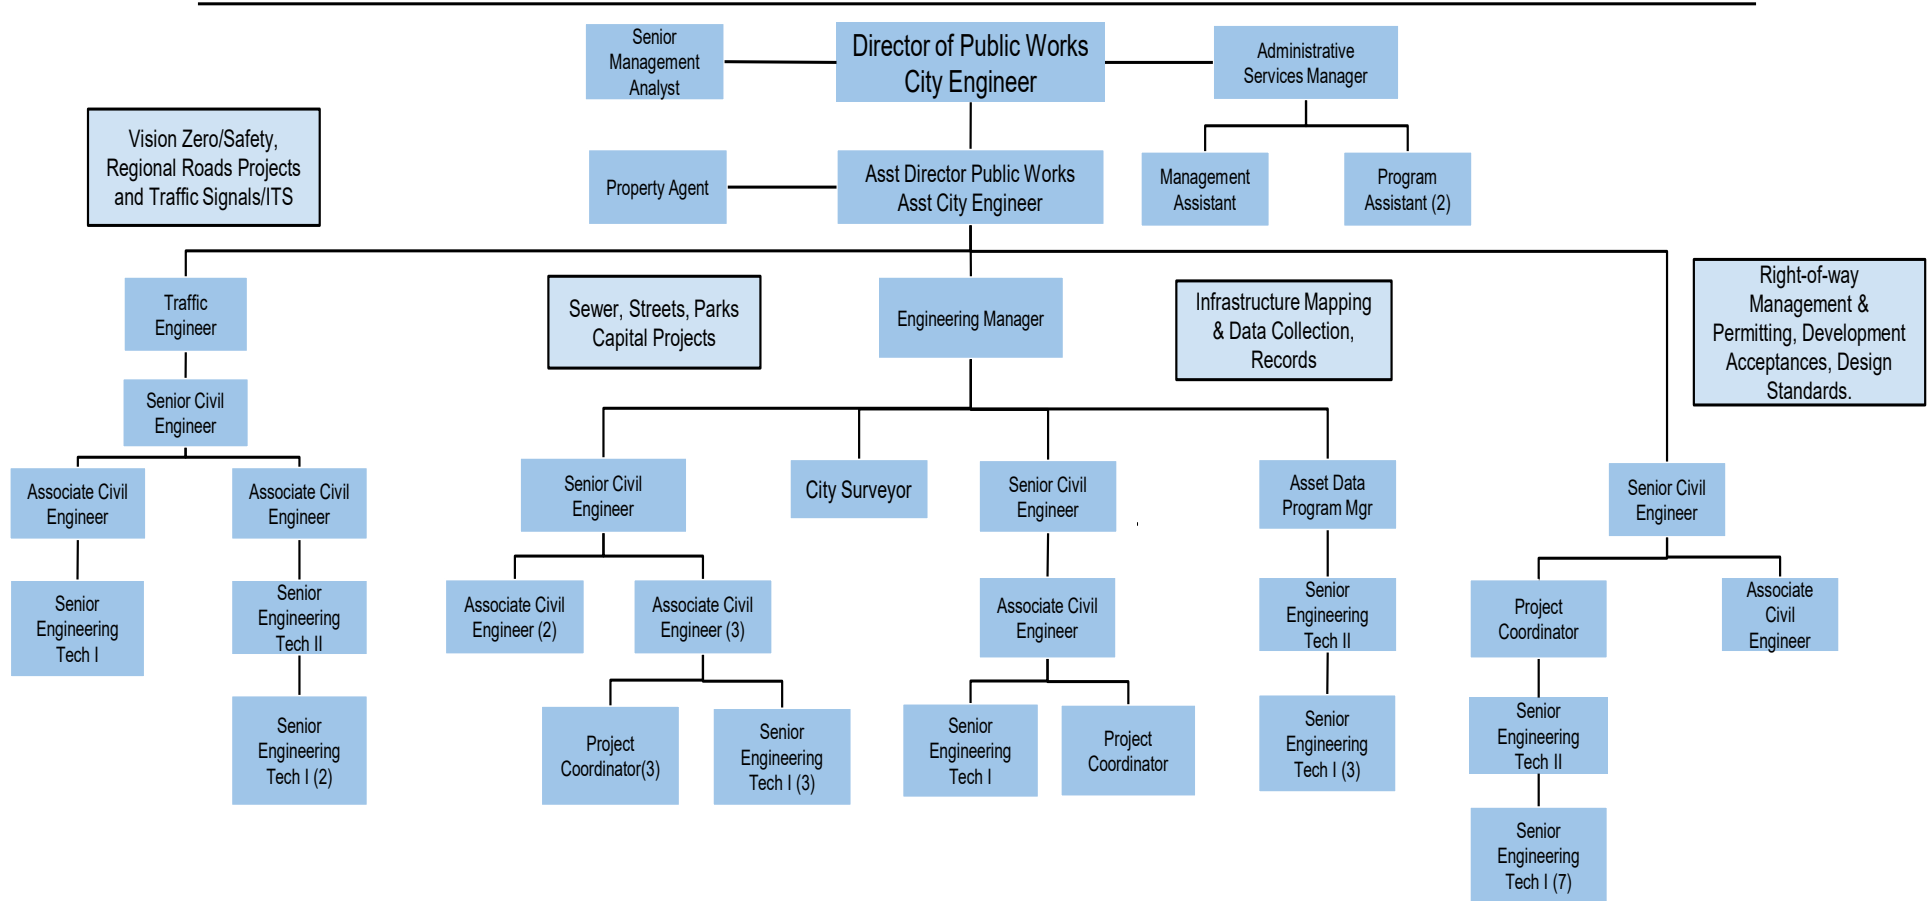 Senior
Management
Analyst
Director of Public Works
City Engineer
Administrative
Services Manager
Vision Zero/Safety,
Regional Roads Projects
and Traffic Signals/ITS
Property Agent
Asst Director Public Works
Asst City Engineer
Management
Assistant
Program
Assistant (2)
Traffic
Engineer
Sewer, Streets, Parks
Capital Projects
Engineering Manager
Infrastructure Mapping
& Data Collection,
Records
Right-of-way
Management &
Permitting, Development
Acceptances, Design
Standards.
Senior Civil
Engineer
Associate Civil
Engineer
Associate Civil
Engineer
Senior Civil
Engineer
City Surveyor
Senior Civil
Engineer
Asset Data
Program Mgr
Senior Civil
Engineer
Senior
Engineering
Tech I
Senior
Engineering
Tech II
Associate Civil
Engineer (2)
Associate Civil
Engineer (3)
Associate Civil
Engineer
Senior
Engineering
Tech II
Project
Coordinator
Associate
Civil
Engineer
Senior
Engineering
Tech I (2)
Project
Coordinator(3)
Senior
Engineering
Tech I (3)
Senior
Engineering
Tech I
Project
Coordinator
Senior
Engineering
Tech I (3)
Senior
Engineering
Tech II
Senior
Engineering
Tech I (7)